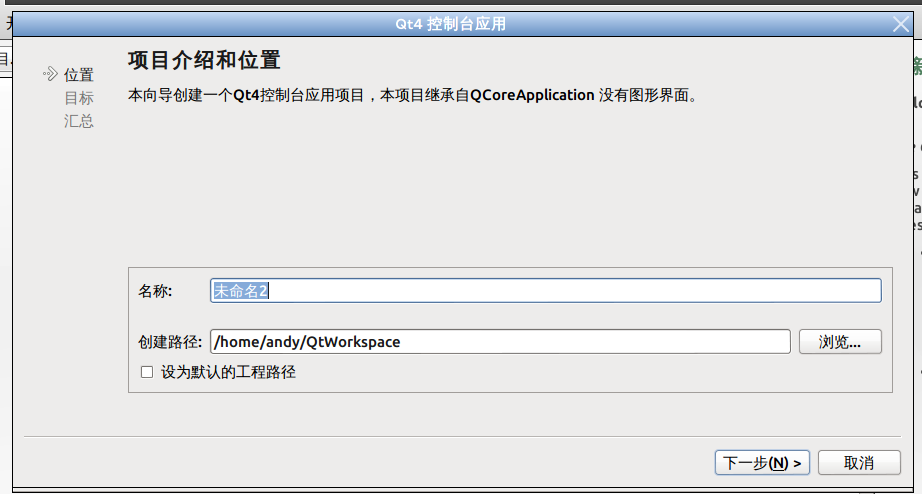 Qt4 控制台应用
位置
目标
汇总
项目介绍和位置
本向导创建一个Qt4控制台应用项目，本项目继承自QCoreApplication 没有图形界面。
名称:
未命名2
创建路径:
/home/andy/QtWorkspace
浏览...
设为默认的工程路径
下一步(N) >
取消